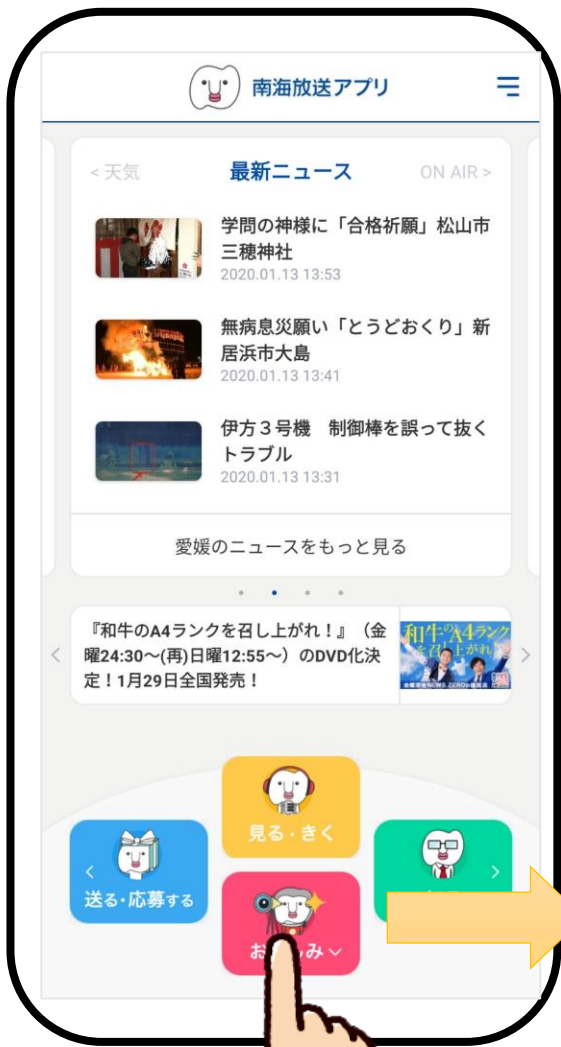 南海放送アプリ
< 天気 最新ニュース ON AIR >
学問の神様に「合格祈願」松山市
三穂神社
2020.01.13 13:53
無病息災願い「とうどおくり」新
居浜市大島
2020.01.13 13:41
伊方３号機　制御棒を誤って抜く
トラブル
2020.01.13 13:31
愛媛のニュースをもっと見る
『和牛のA4ランクを召し上がれ！』（金
曜24:30〜(再)日曜12:55〜）のDVD化決
定！1月29日全国発売！
和牛のA4ランク
を召し上がれ!
見る・きく
送る・応募する